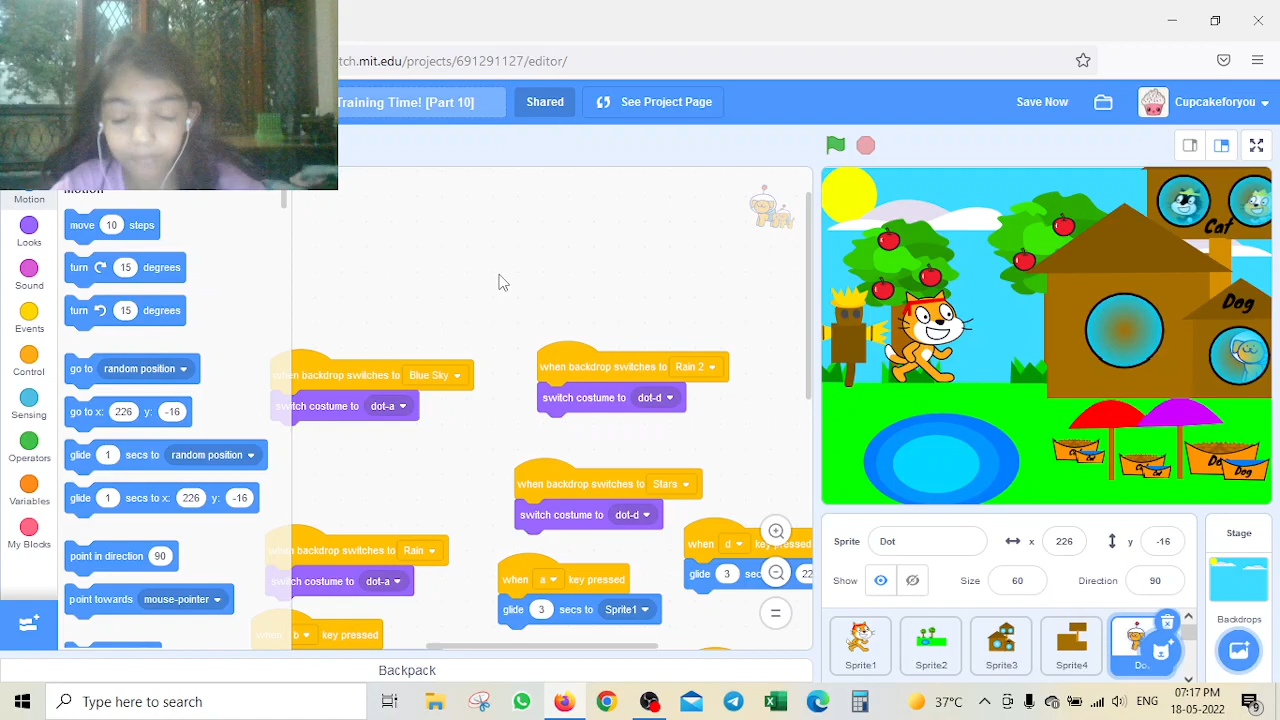 tch.mit.edu/projects/691291127/editor/
Training Time! [Part 10]
Shared
See Project Page
Save Now
Cupcakeforyou
Motion
Motion
Looks
Sound
Events
Control
Sensing
Operators
Variables
My Blocks
move 10 steps
turn 15 degrees
turn 15 degrees
go to random position
go to x: 226 y: -16
glide 1 secs to random position
glide 1 secs to x: 226 y: -16
point in direction 90
point towards mouse-pointer
when backdrop switches to Blue Sky
switch costume to dot-a
when backdrop switches to Rain 2
switch costume to dot-d
when backdrop switches to Stars
switch costume to dot-d
when backdrop switches to Rain
switch costume to dot-a
when a key pressed
glide 3 secs to Sprite1
when d key pressed
glide 3 secs to x: 22
when b key pressed
Backpack
Cat
Dog
Cat
Cat
Dog
Sprite Dot x 226 y -16
Show Size 60 Direction 90
Sprite1
Sprite2
Sprite3
Sprite4
Do
Stage
Backdrops
Type here to search
37°C
ENG
07:17 PM
18-05-2022
9